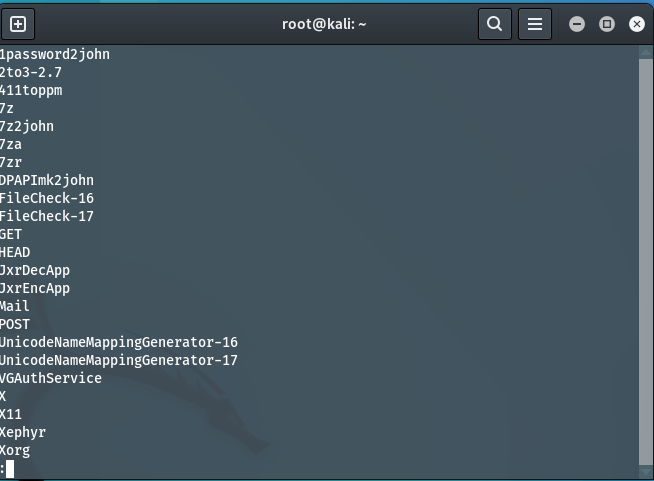 root@kali: ~
1password2john
2to3-2.7
411toppm
7z
7z2john
7za
7zr
DPAPImk2john
FileCheck-16
FileCheck-17
GET
HEAD
JxrDecApp
JxrEncApp
Mail
POST
UnicodeNameMappingGenerator-16
UnicodeNameMappingGenerator-17
VGAuthService
X
X11
Xephyr
Xorg
: